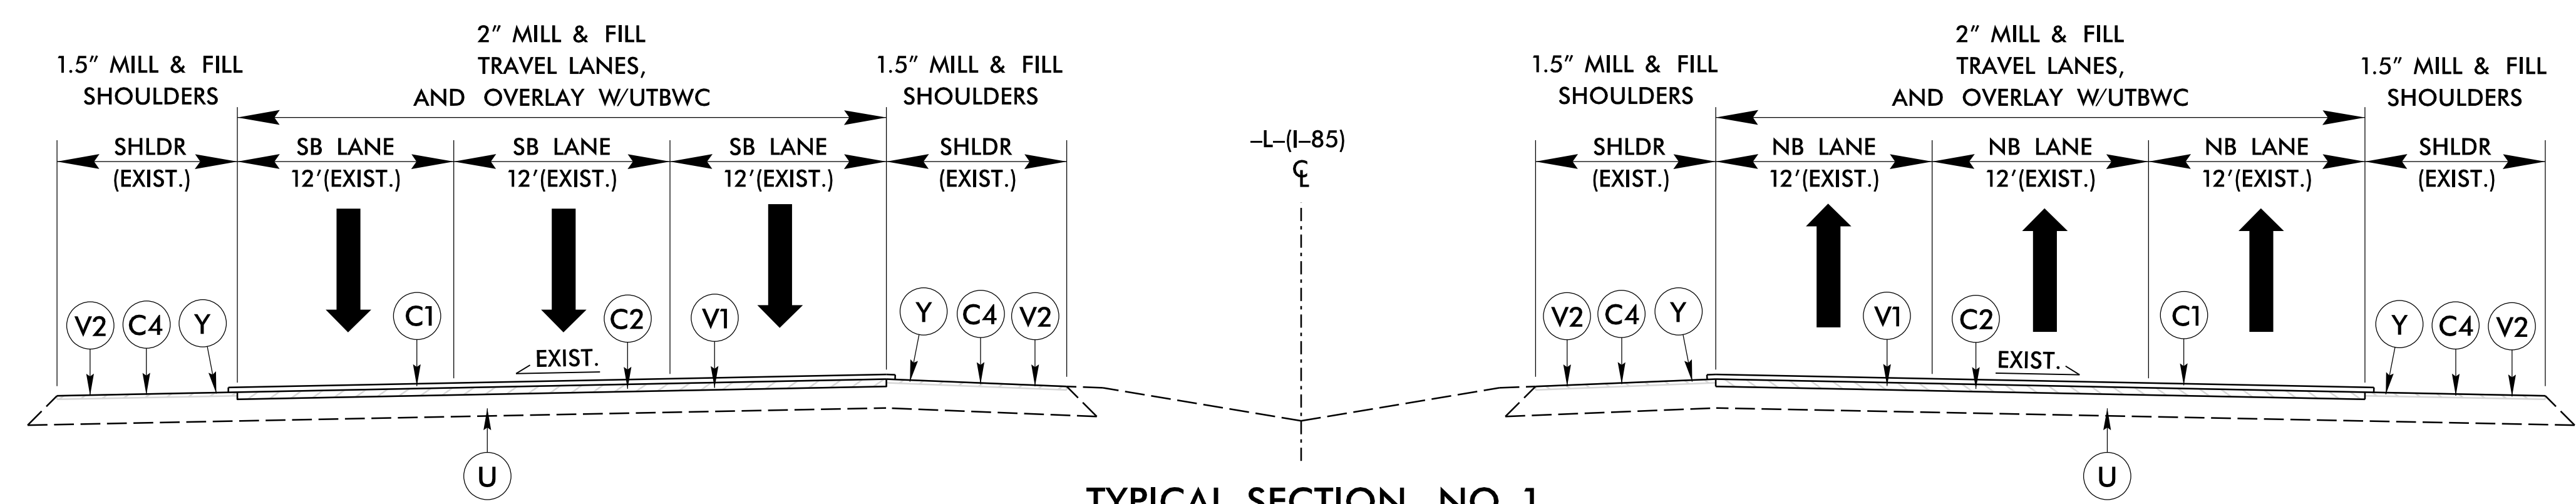 2” MILL & FILL
TRAVEL LANES,
AND OVERLAY W/UTBWC
1.5” MILL & FILL
SHOULDERS
1.5” MILL & FILL
SHOULDERS
SHLDR
(EXIST.)
SB LANE
12’(EXIST.)
SB LANE
12’(EXIST.)
SB LANE
12’(EXIST.)
SHLDR
(EXIST.)
V2
C4
Y
C1
C2
V1
Y
C4
V2
EXIST.
U
–L–(I–85)
℄
2” MILL & FILL
TRAVEL LANES,
AND OVERLAY W/UTBWC
1.5” MILL & FILL
SHOULDERS
1.5” MILL & FILL
SHOULDERS
SHLDR
(EXIST.)
NB LANE
12’(EXIST.)
NB LANE
12’(EXIST.)
NB LANE
12’(EXIST.)
SHLDR
(EXIST.)
V2
C4
Y
V1
C2
C1
Y
C4
V2
EXIST.
U
TYPICAL SECTION NO. 1